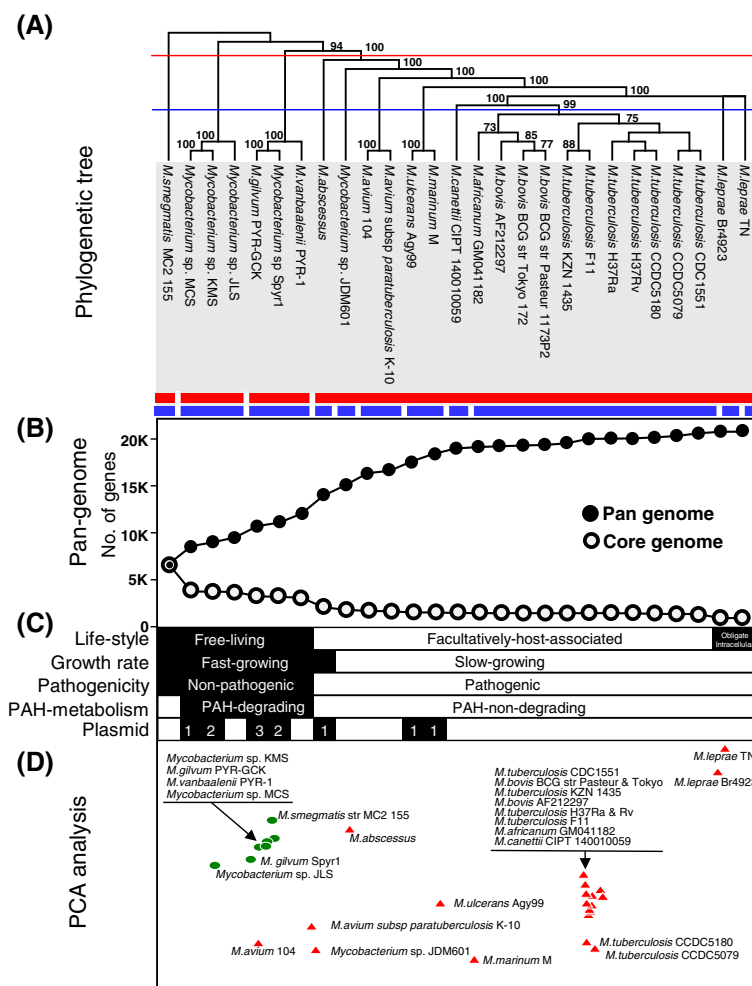 (A)
Phylogenetic tree
94
100
100
100
100
100
100
100
99
100
100
100
100
73
85
77
88
75
M.smegmatis MC2 155
Mycobacterium sp. MCS
Mycobacterium sp. KMS
Mycobacterium sp. JLS
M.gilvum PYR-GCK
Mycobacterium sp Spyr1
M.vanbaalenii PYR-1
M.abscessus
Mycobacterium sp. JDM601
M.avium 104
M.avium subsp paratuberculosis K-10
M.ulcerans Agy99
M.marinum M
M.canettii CIPT 140010059
M.africanum GM041182
M.bovis AF212297
M.bovis BCG str Tokyo 172
M.bovis BCG str Pasteur 1173P2
M.tuberculosis KZN 1435
M.tuberculosis F11
M.tuberculosis H37Ra
M.tuberculosis H37Rv
M.tuberculosis CCDC5180
M.tuberculosis CCDC5079
M.tuberculosis CDC1551
M.leprae Br4923
M.leprae TN
(B)
Pan-genome
No. of genes
20K
15K
10K
5K
0
Pan genome
Core genome
(C)
Life-style Free-living Facultatively-host-associated Obligate Intracellular
Growth rate Fast-growing Slow-growing
Pathogenicity Non-pathogenic Pathogenic
PAH-metabolism PAH-degrading PAH-non-degrading
Plasmid 1 2 3 2 1 1 1
(D)
PCA analysis
Mycobacterium sp. KMS
M.gilvum PYR-GCK
M.vanbaalenii PYR-1
Mycobacterium sp. MCS
M.smegmatis str MC2 155
M.abscessus
M. gilvum Spyr1
Mycobacterium sp. JLS
M.tuberculosis CDC1551
M.bovis BCG str Pasteur & Tokyo
M.tuberculosis KZN 1435
M.bovis AF212297
M.tuberculosis H37Ra & Rv
M.tuberculosis F11
M.africanum GM041182
M.canettii CIPT 140010059
M.leprae TN
M.leprae Br4923
M.ulcerans Agy99
M.avium subsp paratuberculosis K-10
M.avium 104
Mycobacterium sp. JDM601
M.marinum M
M.tuberculosis CCDC5180
M.tuberculosis CCDC5079